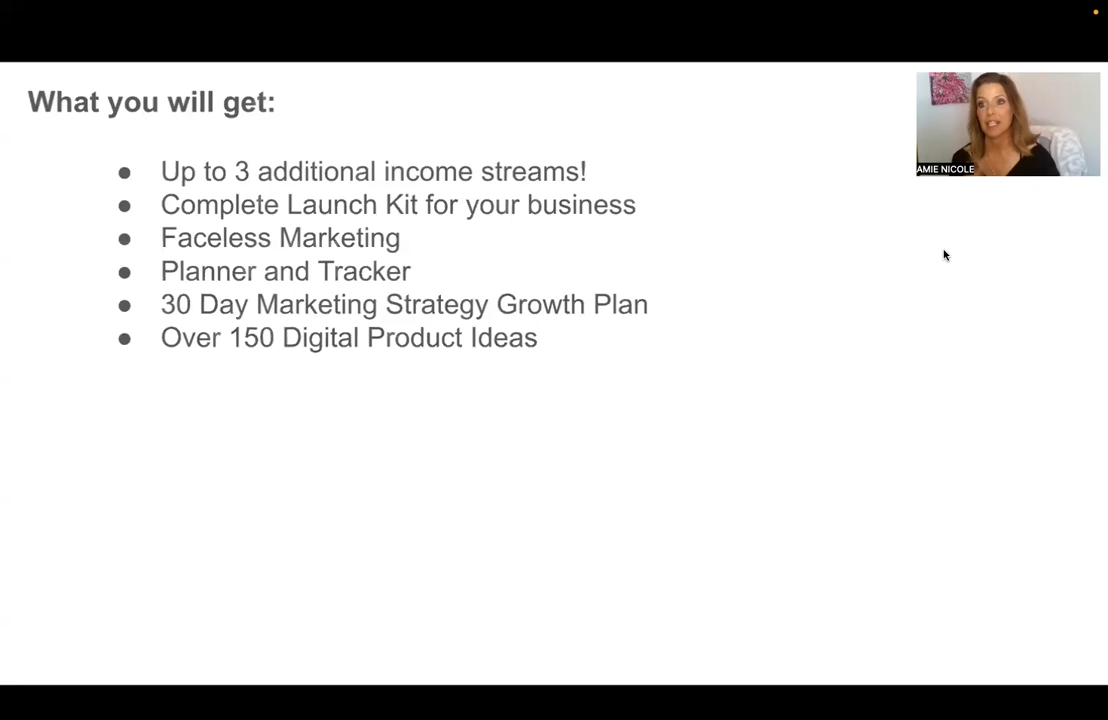 What you will get:
● Up to 3 additional income streams!
● Complete Launch Kit for your business
● Faceless Marketing
● Planner and Tracker
● 30 Day Marketing Strategy Growth Plan
● Over 150 Digital Product Ideas
AMIE NICOLE